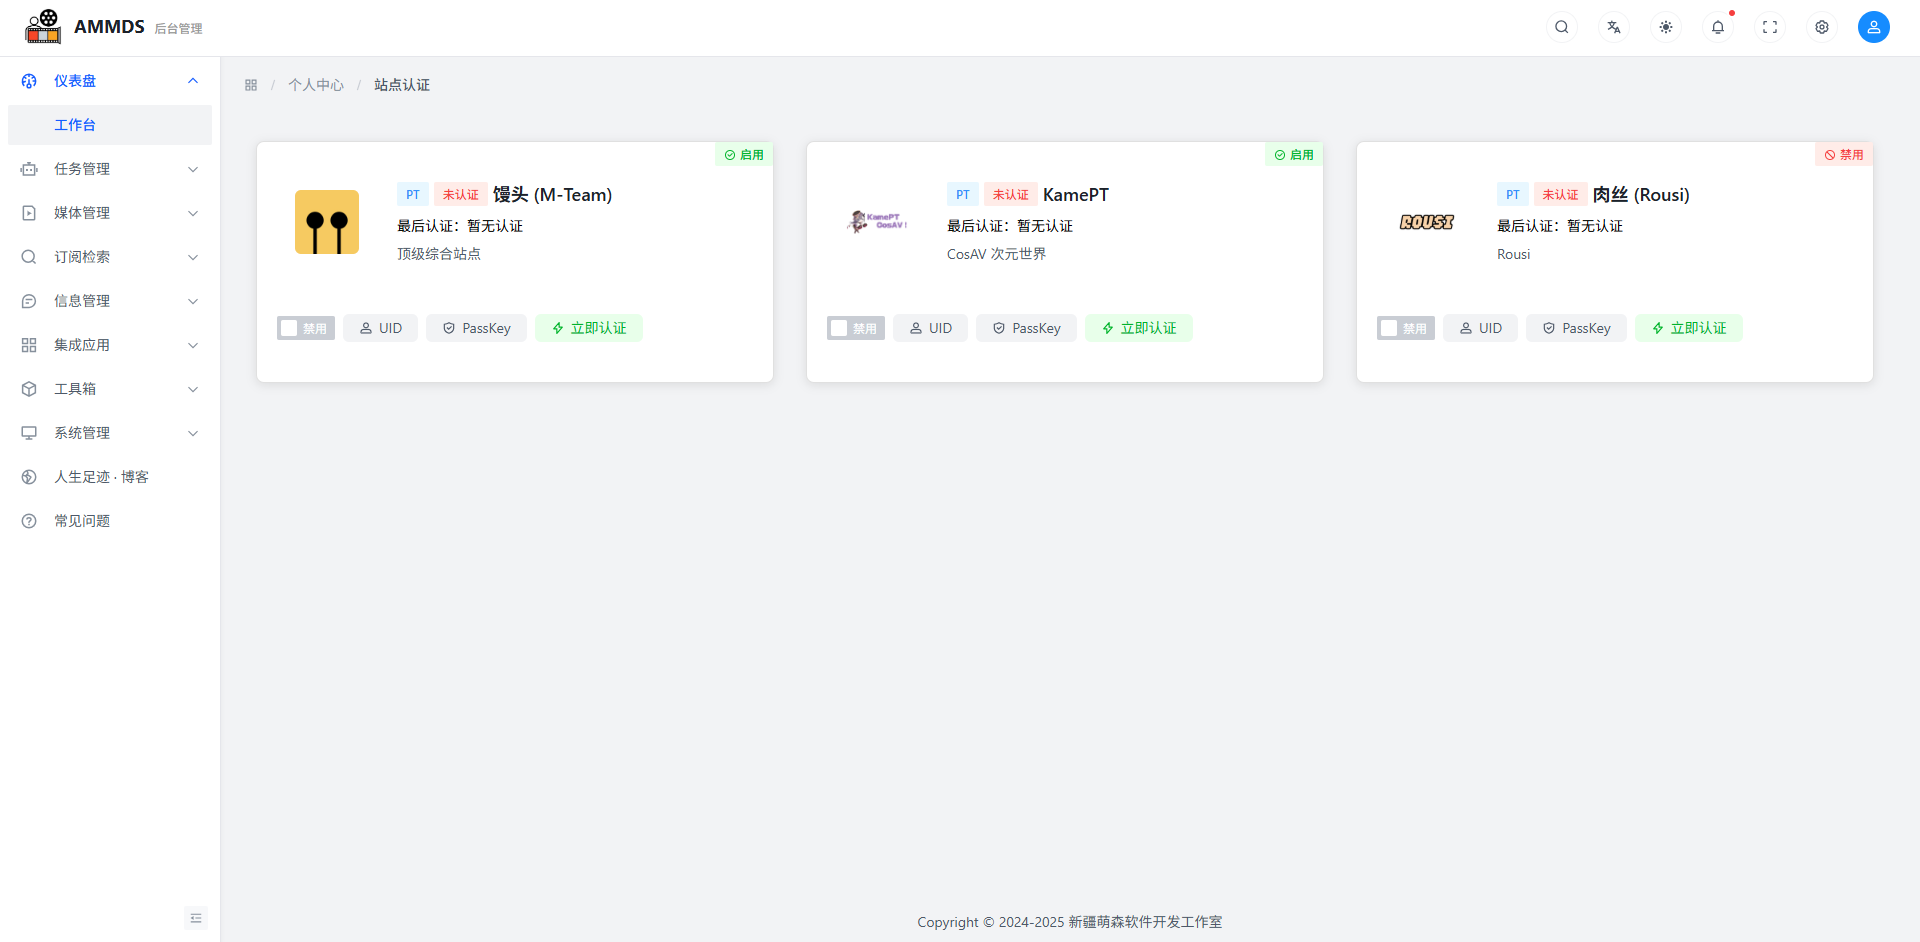 AMMDS 后台管理
仪表盘
工作台
任务管理
媒体管理
订阅检索
信息管理
集成应用
工具箱
系统管理
人生足迹 · 博客
常见问题
/ 个人中心 / 站点认证
启用
PT 未认证 馒头 (M-Team)
最后认证：暂无认证
顶级综合站点
禁用 UID PassKey 立即认证
启用
KamePT
CosAV !
PT 未认证 KamePT
最后认证：暂无认证
CosAV 次元世界
禁用 UID PassKey 立即认证
禁用
ROUSI
PT 未认证 肉丝 (Rousi)
最后认证：暂无认证
Rousi
禁用 UID PassKey 立即认证
Copyright © 2024-2025 新疆萌森软件开发工作室